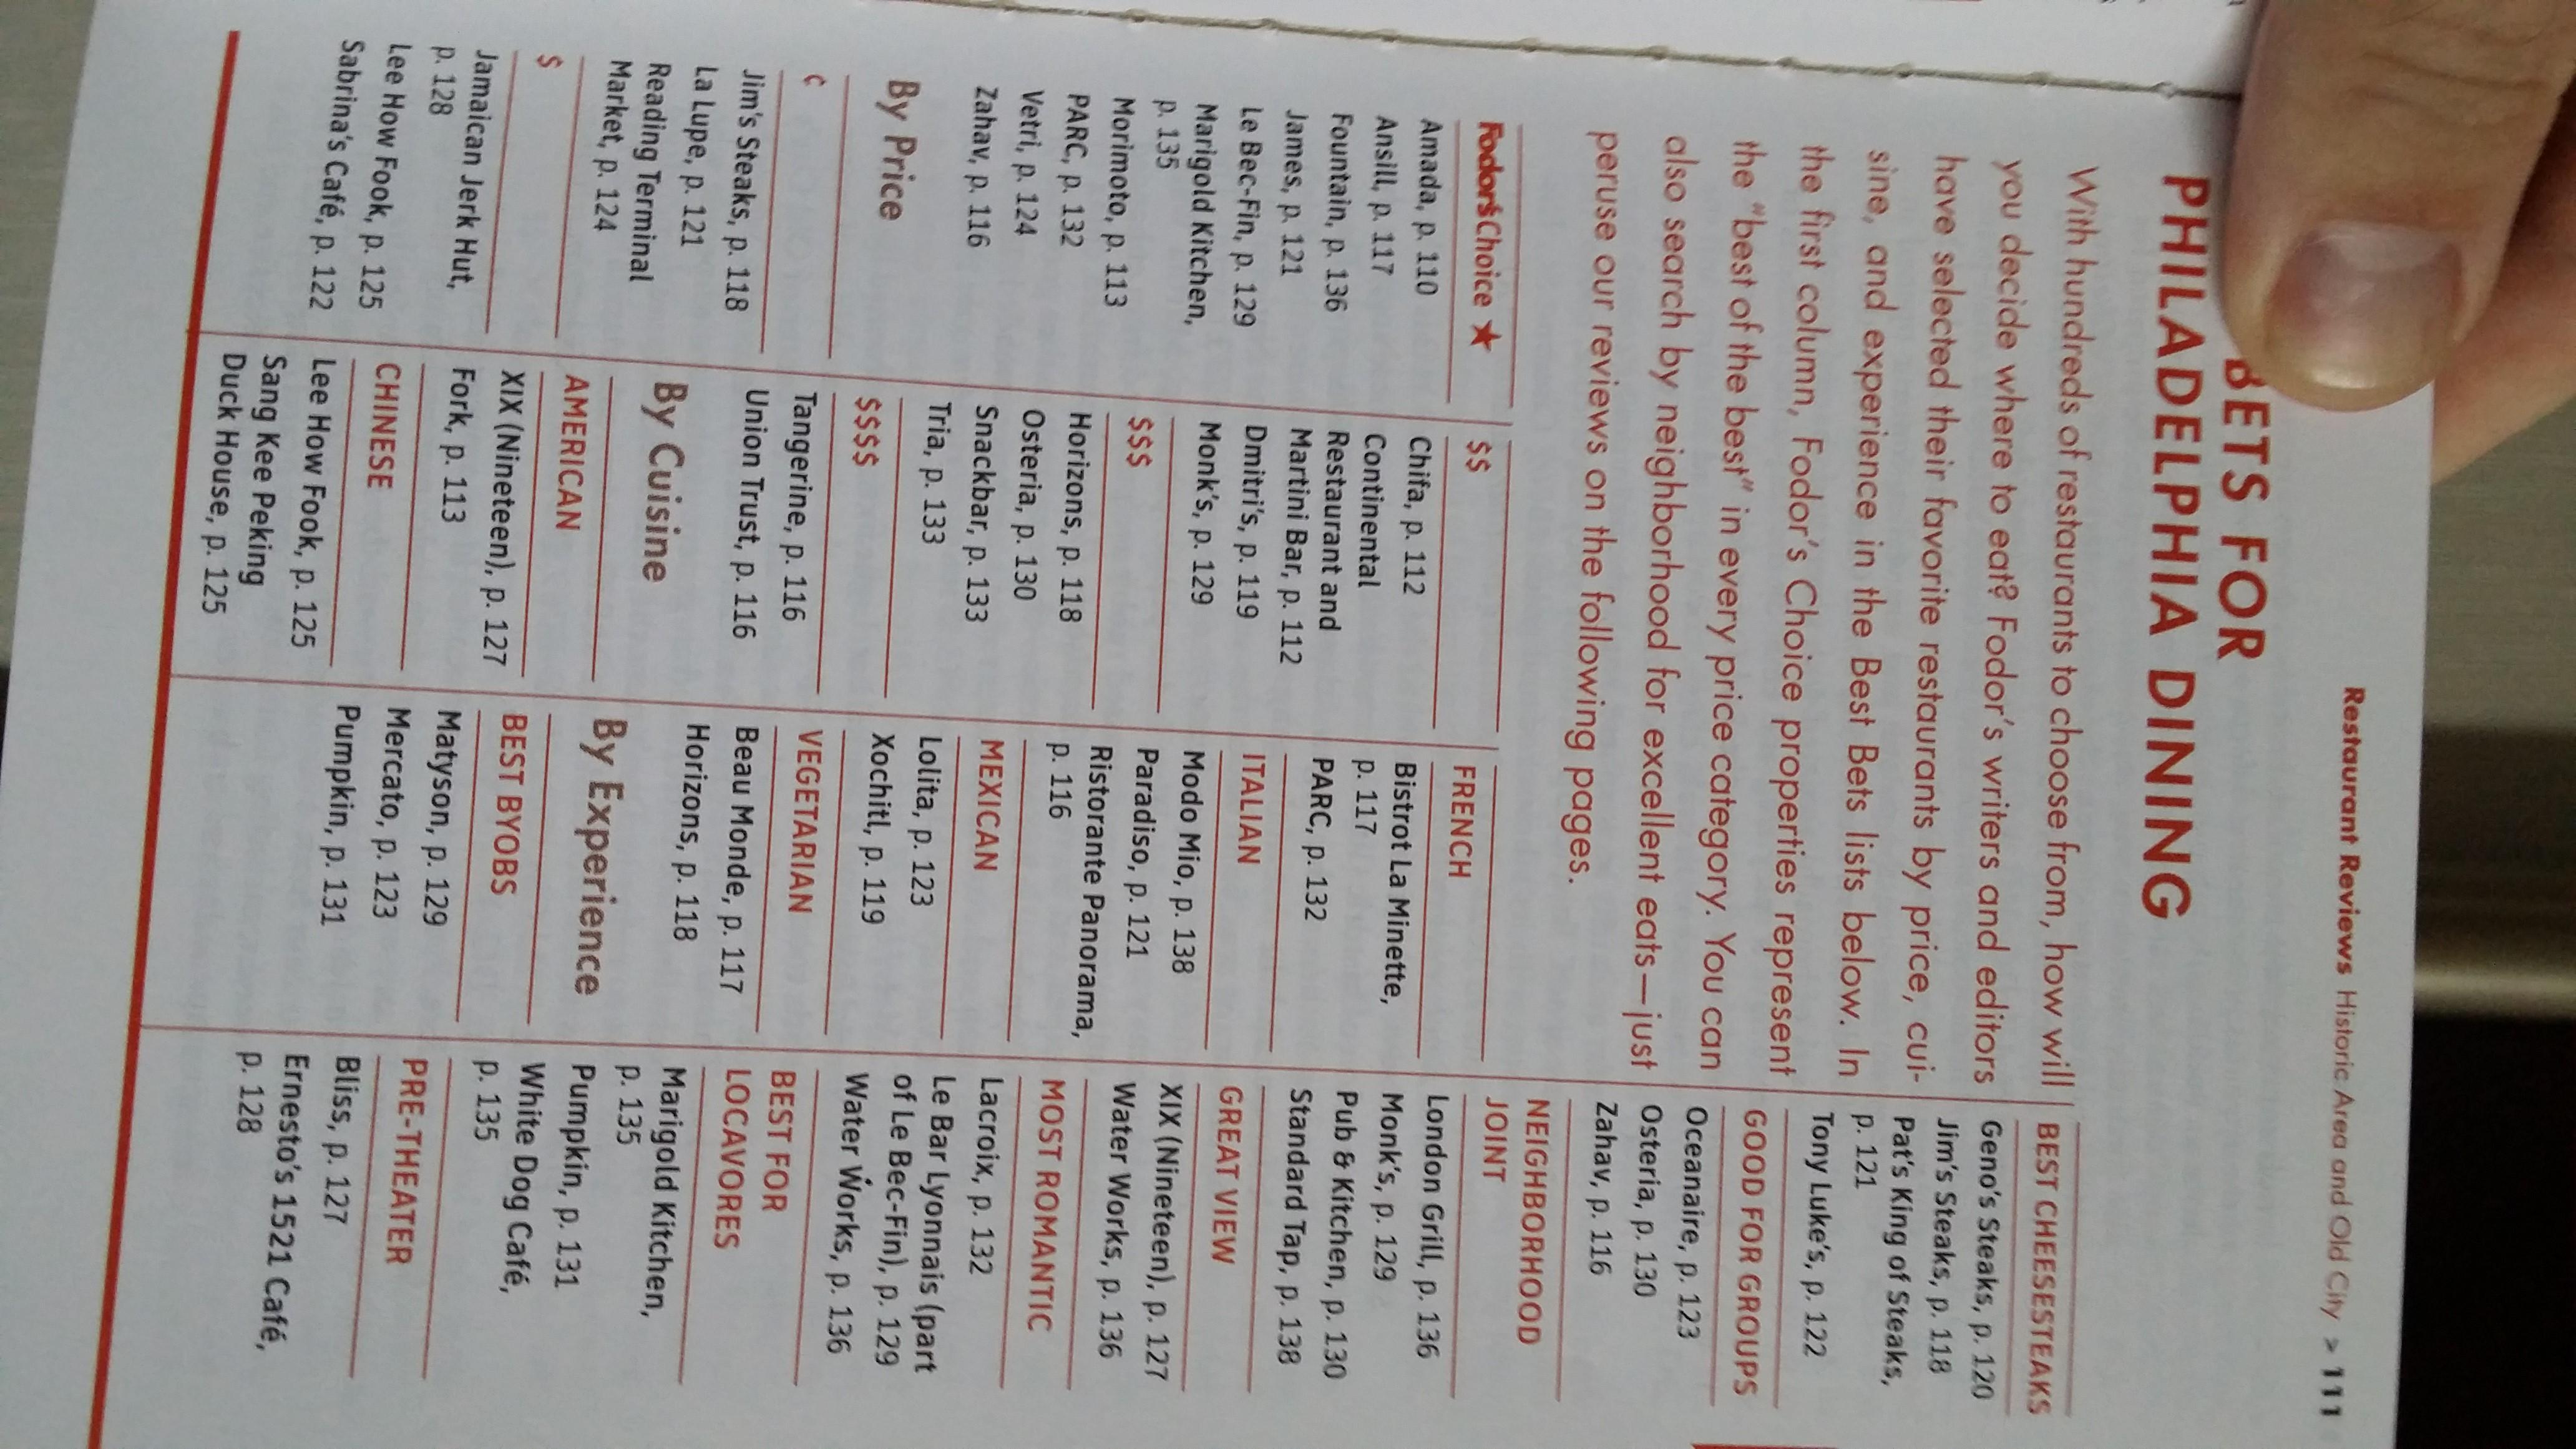 Restaurant Reviews Historic Area and Old City > 111
BETS FOR
PHILADELPHIA DINING
With hundreds of restaurants to choose from, how will
you decide where to eat? Fodor's writers and editors
have selected their favorite restaurants by price, cui-
sine, and experience in the Best Bets lists below. In
the first column, Fodor's Choice properties represent
the "best of the best" in every price category. You can
also search by neighborhood for excellent eats—just
peruse our reviews on the following pages.
Fodor's Choice ★
Amada, p. 110
Ansill, p. 117
Fountain, p. 136
James, p. 121
Le Bec-Fin, p. 129
Marigold Kitchen,
p. 135
Morimoto, p. 113
PARC, p. 132
Vetri, p. 124
Zahav, p. 116
By Price
¢
Jim's Steaks, p. 118
La Lupe, p. 121
Reading Terminal
Market, p. 124
$
Jamaican Jerk Hut,
p. 128
Lee How Fook, p. 125
Sabrina's Café, p. 122
$$
Chifa, p. 112
Continental
Restaurant and
Martini Bar, p. 112
Dmitri's, p. 119
Monk's, p. 129
$$$
Horizons, p. 118
Osteria, p. 130
Snackbar, p. 133
Tria, p. 133
$$$$
Tangerine, p. 116
Union Trust, p. 116
By Cuisine
AMERICAN
XIX (Nineteen), p. 127
Fork, p. 113
CHINESE
Lee How Fook, p. 125
Sang Kee Peking
Duck House, p. 125
FRENCH
Bistrot La Minette,
p. 117
PARC, p. 132
ITALIAN
Modo Mio, p. 138
Paradiso, p. 121
Ristorante Panorama,
p. 116
MEXICAN
Lolita, p. 123
Xochitl, p. 119
VEGETARIAN
Beau Monde, p. 117
Horizons, p. 118
By Experience
BEST BYOBS
Matyson, p. 129
Mercato, p. 123
Pumpkin, p. 131
BEST CHEESESTEAKS
Geno's Steaks, p. 120
Jim's Steaks, p. 118
Pat's King of Steaks,
p. 121
Tony Luke's, p. 122
GOOD FOR GROUPS
Oceanaire, p. 123
Osteria, p. 130
Zahav, p. 116
NEIGHBORHOOD
JOINT
London Grill, p. 136
Monk's, p. 129
Pub & Kitchen, p. 130
Standard Tap, p. 138
GREAT VIEW
XIX (Nineteen), p. 127
Water Works, p. 136
MOST ROMANTIC
Lacroix, p. 132
Le Bar Lyonnais (part
of Le Bec-Fin), p. 129
Water Works, p. 136
BEST FOR
LOCAVORES
Marigold Kitchen,
p. 135
Pumpkin, p. 131
White Dog Café,
p. 135
PRE-THEATER
Bliss, p. 127
Ernesto's 1521 Café,
p. 128